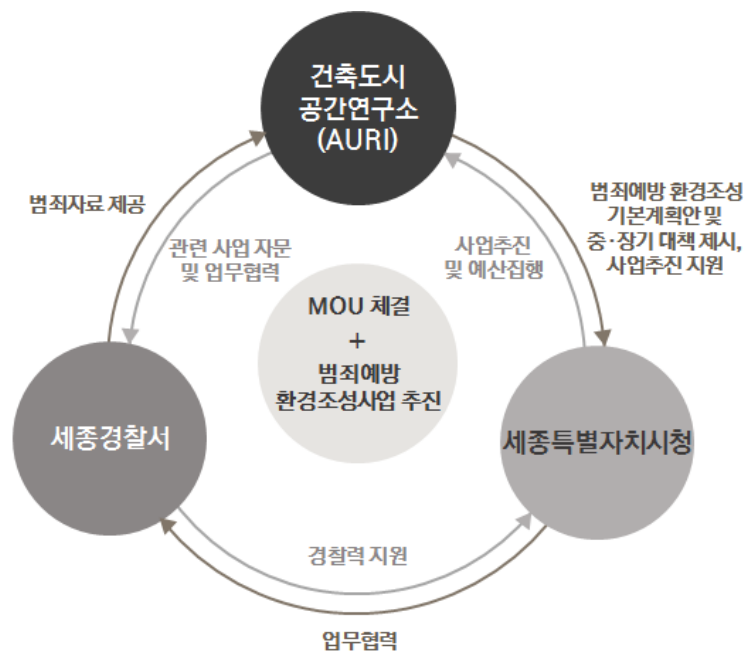 건축도시
공간연구소
(AURI)
범죄자료 제공
관련 사업 자문
및 업무협력
사업추진
및 예산집행
범죄예방 환경조성
기본계획안 및
중·장기 대책 제시,
사업추진 지원
MOU 체결
+
범죄예방
환경조성사업 추진
세종경찰서
세종특별자치시청
경찰력 지원
업무협력